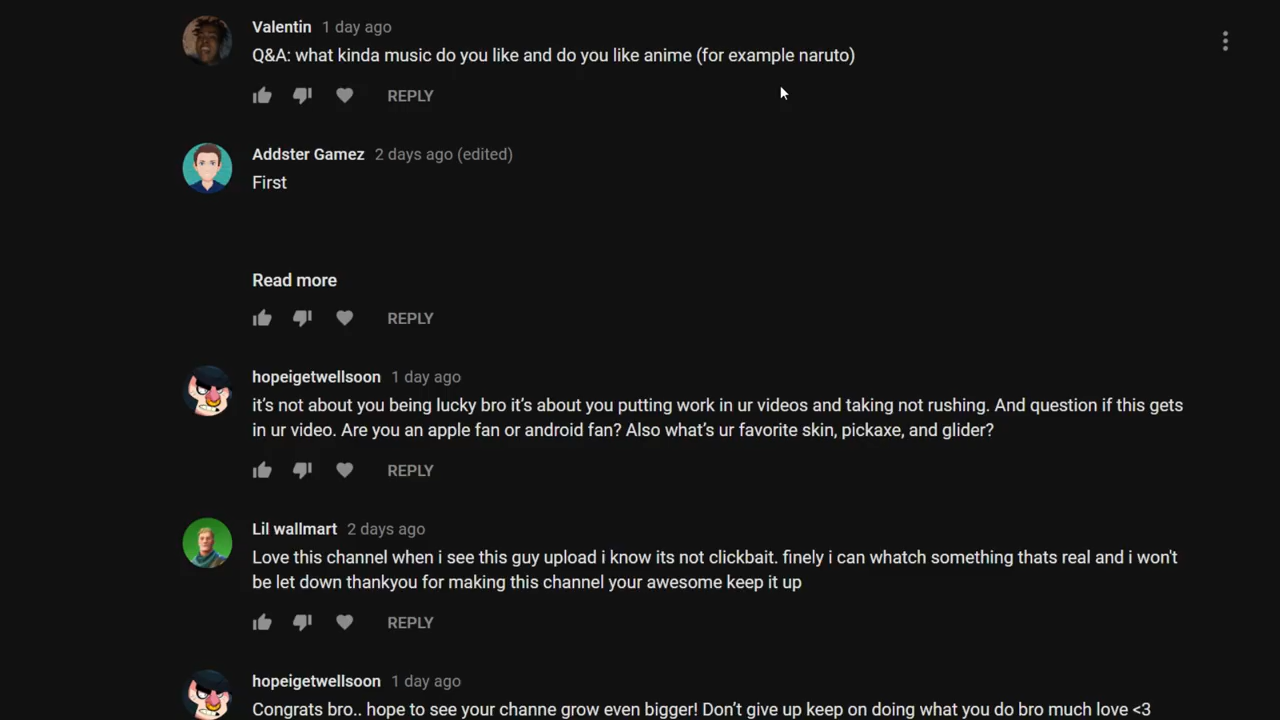 Valentin 1 day ago
Q&A: what kinda music do you like and do you like anime (for example naruto)
REPLY
Addster Gamez 2 days ago (edited)
First
Read more
REPLY
hopeigetwellsoon 1 day ago
it's not about you being lucky bro it's about you putting work in ur videos and taking not rushing. And question if this gets
in ur video. Are you an apple fan or android fan? Also what's ur favorite skin, pickaxe, and glider?
REPLY
Lil wallmart 2 days ago
Love this channel when i see this guy upload i know its not clickbait. finely i can whatch something thats real and i won't
be let down thankyou for making this channel your awesome keep it up
REPLY
hopeigetwellsoon 1 day ago
Congrats bro.. hope to see your channe grow even bigger! Don't give up keep on doing what you do bro much love <3